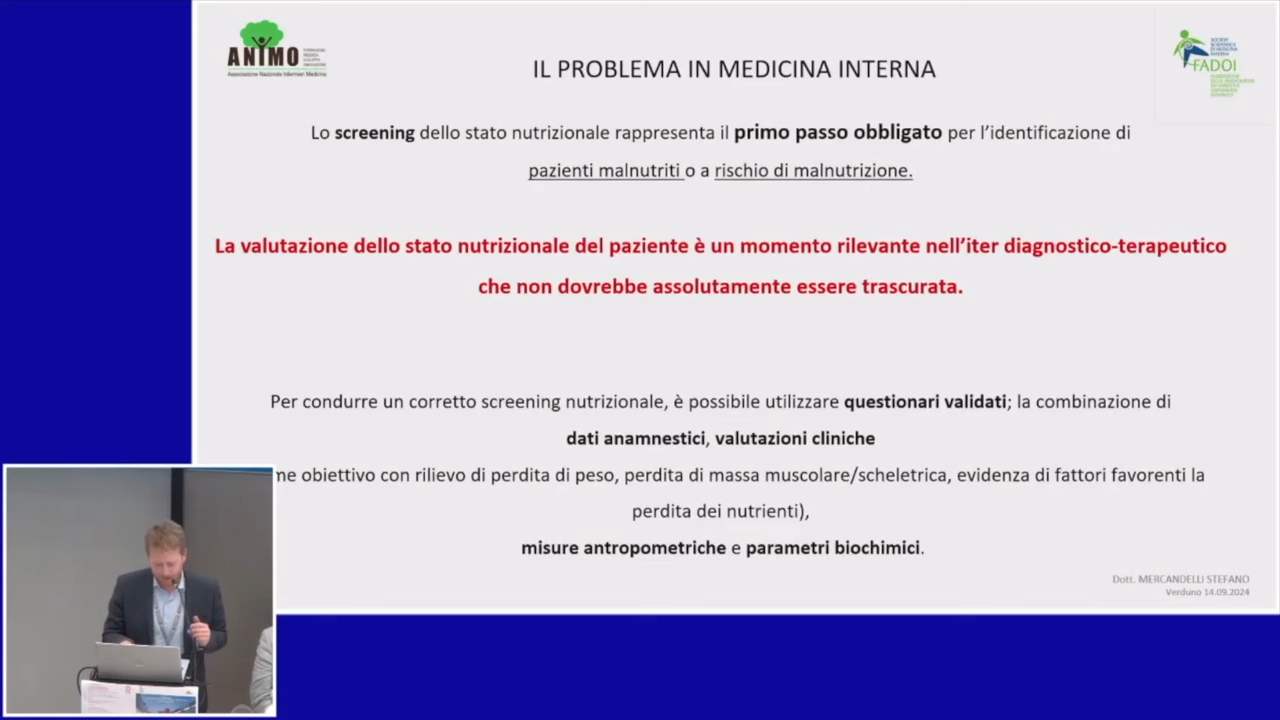 ANIMO
Associazione Nazionale Infermieri Medicina
FADOI
IL PROBLEMA IN MEDICINA INTERNA
Lo screening dello stato nutrizionale rappresenta il primo passo obbligato per l’identificazione di
pazienti malnutriti o a rischio di malnutrizione.
La valutazione dello stato nutrizionale del paziente è un momento rilevante nell’iter diagnostico-terapeutico
che non dovrebbe assolutamente essere trascurata.
Per condurre un corretto screening nutrizionale, è possibile utilizzare questionari validati; la combinazione di
dati anamnestici, valutazioni cliniche
me obiettivo con rilievo di perdita di peso, perdita di massa muscolare/scheletrica, evidenza di fattori favorenti la
perdita dei nutrienti),
misure antropometriche e parametri biochimici.
Dott. MERCANDELLI STEFANO
Verduno 14.09.2024